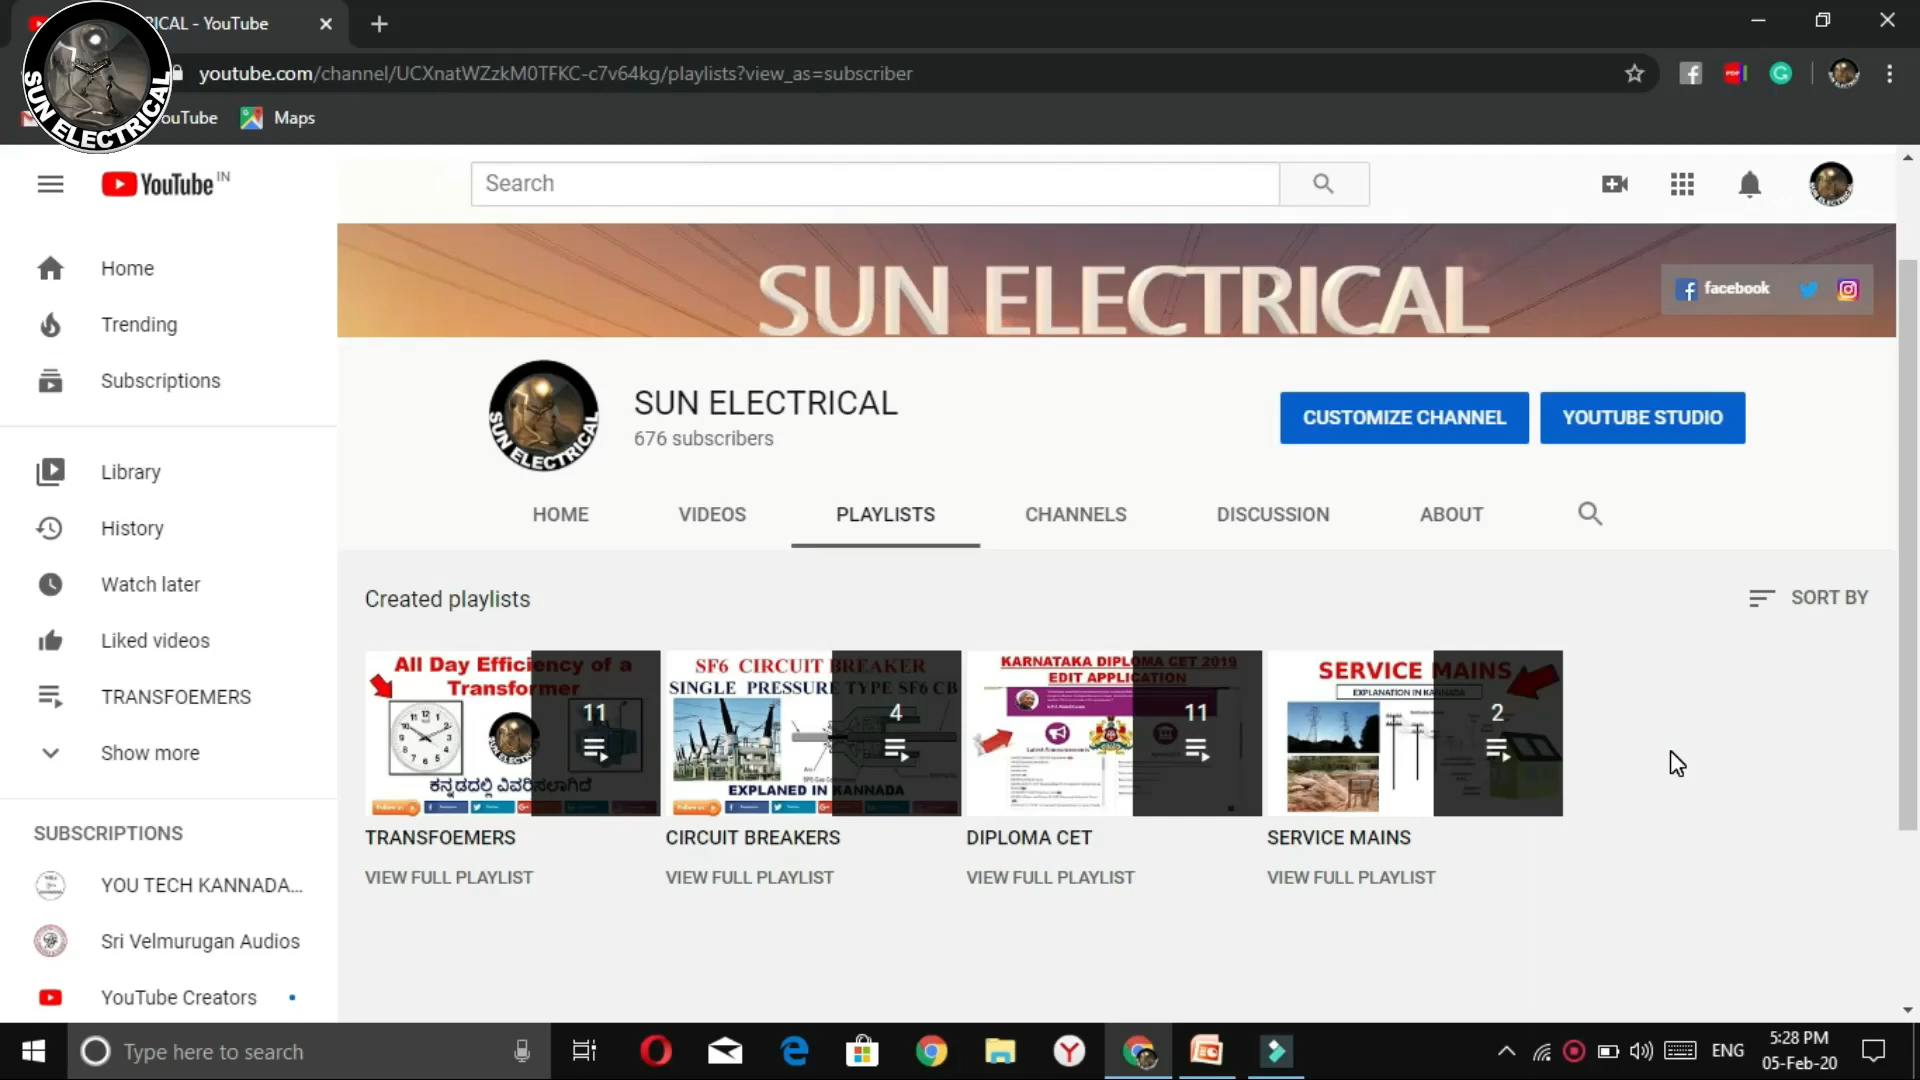 ICAL - YouTube
youtube.com/channel/UCXnatWZzkM0TFKC-c7v64kg/playlists?view_as=subscriber
SUN ELECTRICAL
ouTube
Maps
YouTube IN
Search
Home
Trending
Subscriptions
Library
History
Watch later
Liked videos
TRANSFOEMERS
Show more
SUBSCRIPTIONS
YOU TECH KANNADA...
Sri Velmurugan Audios
YouTube Creators
SUN ELECTRICAL
facebook
SUN ELECTRICAL
SUN ELECTRICAL
676 subscribers
CUSTOMIZE CHANNEL
YOUTUBE STUDIO
HOME
VIDEOS
PLAYLISTS
CHANNELS
DISCUSSION
ABOUT
Created playlists
SORT BY
All Day Efficiency of a
Transformer
11
ಕನ್ನಡದಲ್ಲಿ ವಿವರಿಸಲಾಗಿದೆ
TRANSFOEMERS
VIEW FULL PLAYLIST
SF6 CIRCUIT BREAKER
SINGLE PRESSURE TYPE SF6 CB
4
EXPLANED IN KANNADA
CIRCUIT BREAKERS
VIEW FULL PLAYLIST
KARNATAKA DIPLOMA CET 2019
EDIT APPLICATION
11
DIPLOMA CET
VIEW FULL PLAYLIST
SERVICE MAINS
EXPLANATION IN KANNADA
2
SERVICE MAINS
VIEW FULL PLAYLIST
Type here to search
ENG
5:28 PM
05-Feb-20